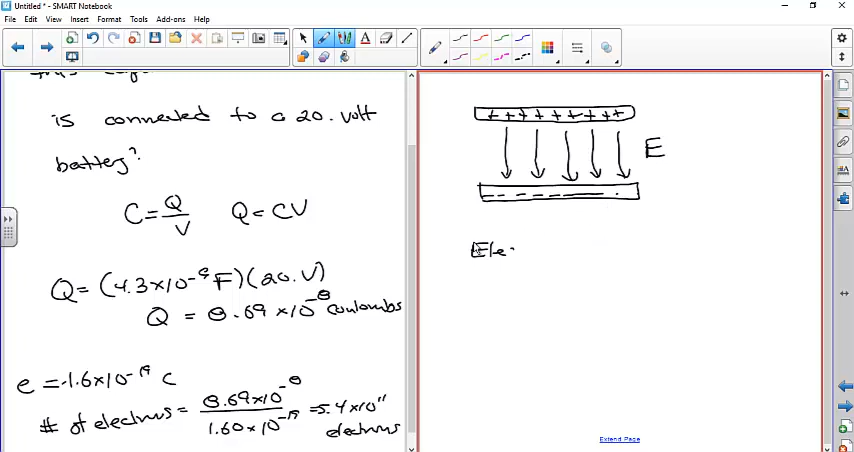 Untitled * - SMART Notebook
File Edit View Insert Format Tools Add-ons Help
is connected to a 20. volt
battery?
C = Q/V Q = CV
Q = (4.3 x 10⁻⁹ F)(20. V)
Q = 8.69 x 10⁻⁸ coulombs
e = -1.6 x 10⁻¹⁹ C
# of electrons = 8.69 x 10⁻⁸ / 1.60 x 10⁻¹⁹ = 5.4 x 10¹¹
electrons
+ + + + + + + + +
E
Ele
Extend Page